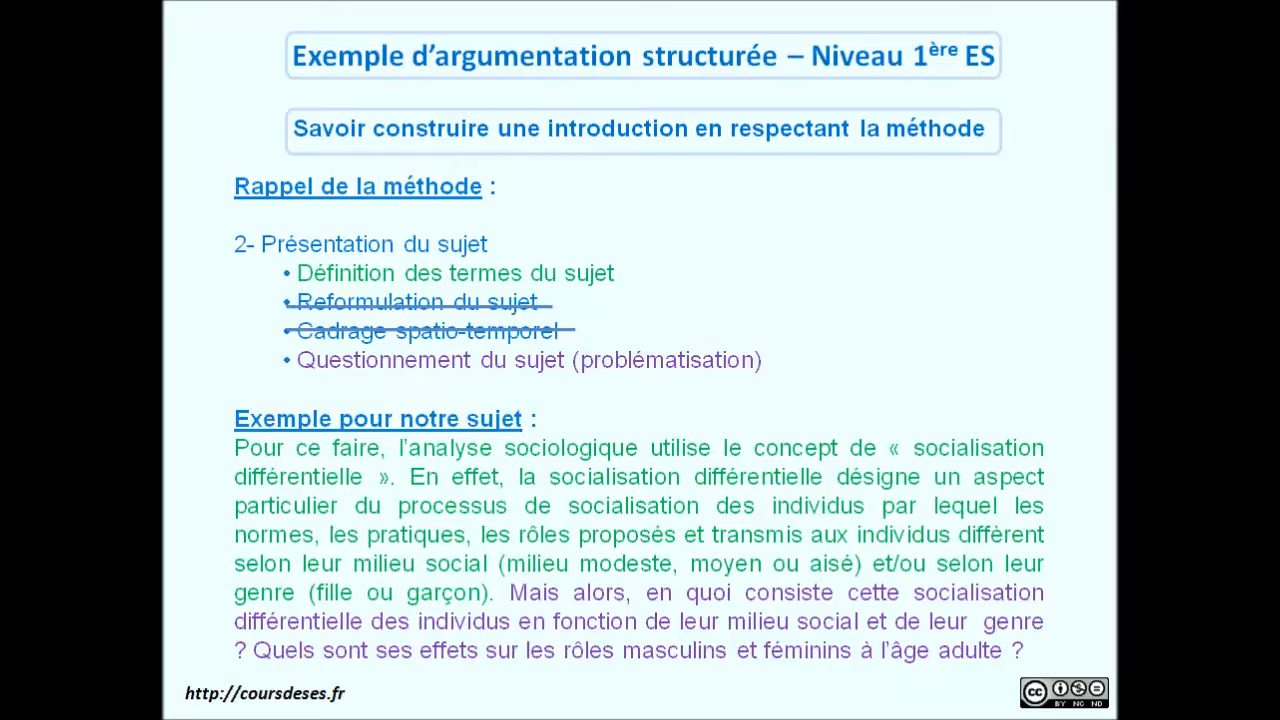 Exemple d'argumentation structurée – Niveau 1ère ES
Savoir construire une introduction en respectant la méthode
Rappel de la méthode :
2- Présentation du sujet
• Définition des termes du sujet
• Reformulation du sujet
• Cadrage spatio-temporel
• Questionnement du sujet (problématisation)
Exemple pour notre sujet :
Pour ce faire, l'analyse sociologique utilise le concept de « socialisation
différentielle ». En effet, la socialisation différentielle désigne un aspect
particulier du processus de socialisation des individus par lequel les
normes, les pratiques, les rôles proposés et transmis aux individus diffèrent
selon leur milieu social (milieu modeste, moyen ou aisé) et/ou selon leur
genre (fille ou garçon). Mais alors, en quoi consiste cette socialisation
différentielle des individus en fonction de leur milieu social et de leur genre
? Quels sont ses effets sur les rôles masculins et féminins à l'âge adulte ?
http://coursdeses.fr
cc
BY NC ND